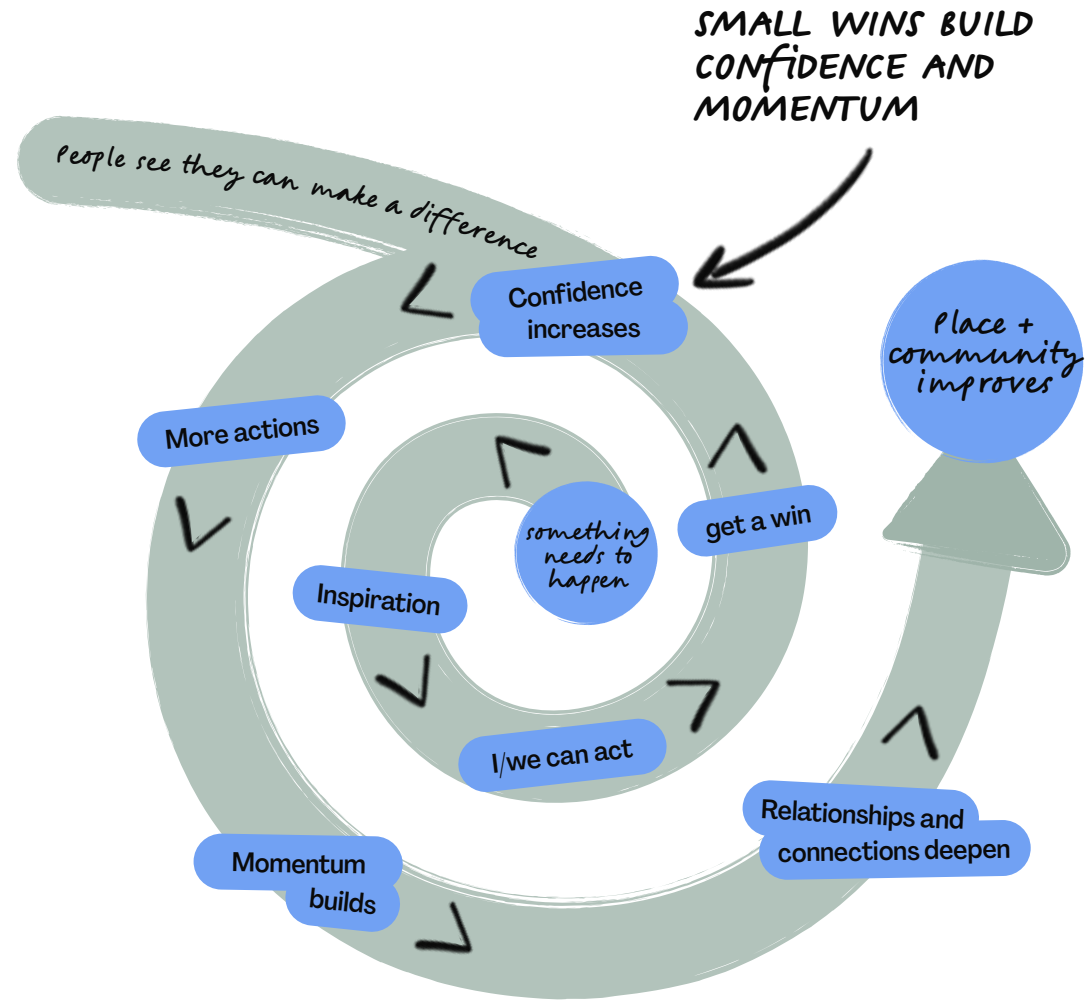 SMALL WINS BUILD
CONfiDENCE AND
MOMENTUM
People see they can make a difference
Confidence
increases
Place +
community
improves
More actions
get a win
something
needs to
happen
Inspiration
I/we can act
Relationships and
connections deepen
Momentum
builds